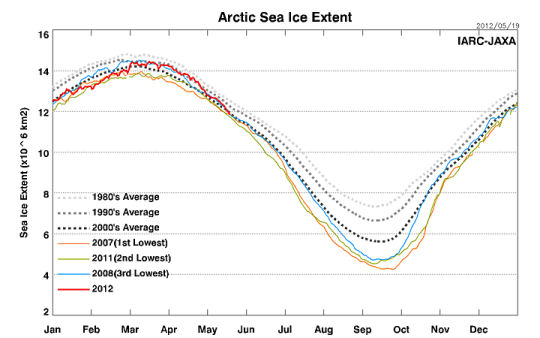 Arctic Sea Ice Extent
2012/05/19
IARC-JAXA
Sea Ice Extent (x10^6 km2)
16
14
12
10
8
6
4
2
1980's Average
1990's Average
2000's Average
2007(1st Lowest)
2011(2nd Lowest)
2008(3rd Lowest)
2012
Jan Feb Mar Apr May Jun Jul Aug Sep Oct Nov Dec